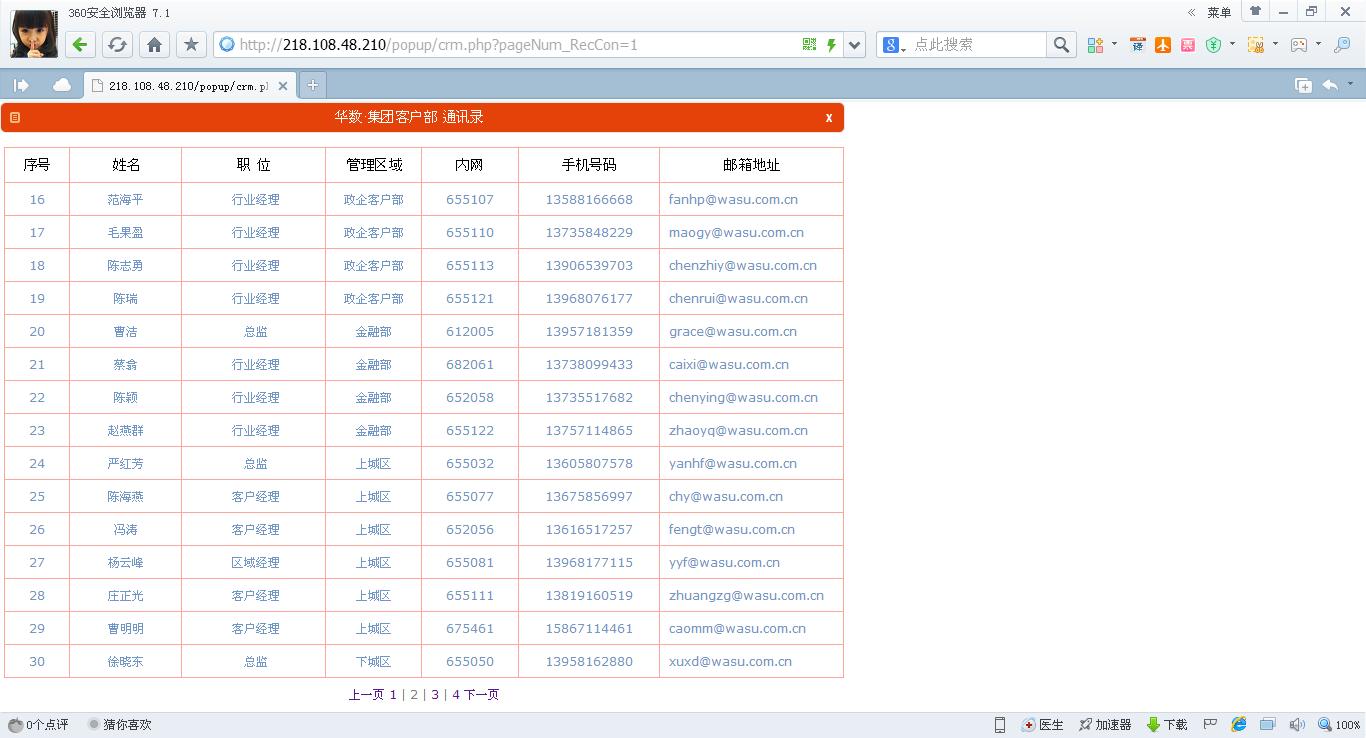 360安全浏览器 7.1
« 菜单
http://218.108.48.210/popup/crm.php?pageNum_RecCon=1
点此搜索
218.108.48.210/popup/crm.pl
华数·集团客户部 通讯录 x
序号 姓名 职 位 管理区域 内网 手机号码 邮箱地址
16 范海平 行业经理 政企客户部 655107 13588166668 fanhp@wasu.com.cn
17 毛果盈 行业经理 政企客户部 655110 13735848229 maogy@wasu.com.cn
18 陈志勇 行业经理 政企客户部 655113 13906539703 chenzhiy@wasu.com.cn
19 陈瑞 行业经理 政企客户部 655121 13968076177 chenrui@wasu.com.cn
20 曹洁 总监 金融部 612005 13957181359 grace@wasu.com.cn
21 蔡翕 行业经理 金融部 682061 13738099433 caixi@wasu.com.cn
22 陈颖 行业经理 金融部 652058 13735517682 chenying@wasu.com.cn
23 赵燕群 行业经理 金融部 655122 13757114865 zhaoyq@wasu.com.cn
24 严红芳 总监 上城区 655032 13605807578 yanhf@wasu.com.cn
25 陈海燕 客户经理 上城区 655077 13675856997 chy@wasu.com.cn
26 冯涛 客户经理 上城区 652056 13616517257 fengt@wasu.com.cn
27 杨云峰 区域经理 上城区 655081 13968177115 yyf@wasu.com.cn
28 庄正光 客户经理 上城区 655111 13819160519 zhuangzg@wasu.com.cn
29 曹明明 客户经理 上城区 675461 15867114461 caomm@wasu.com.cn
30 徐晓东 总监 下城区 655050 13958162880 xuxd@wasu.com.cn
上一页 1 | 2 | 3 | 4 下一页
0个点评 猜你喜欢 医生 加速器 下载 100%